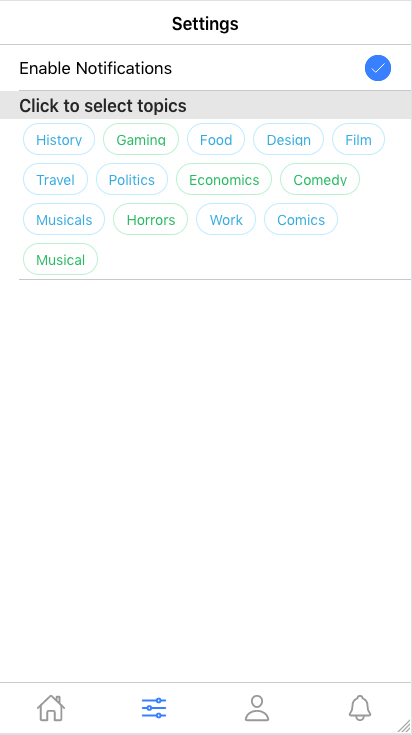 Settings
Enable Notifications
Click to select topics
History Gaming Food Design Film
Travel Politics Economics Comedy
Musicals Horrors Work Comics
Musical